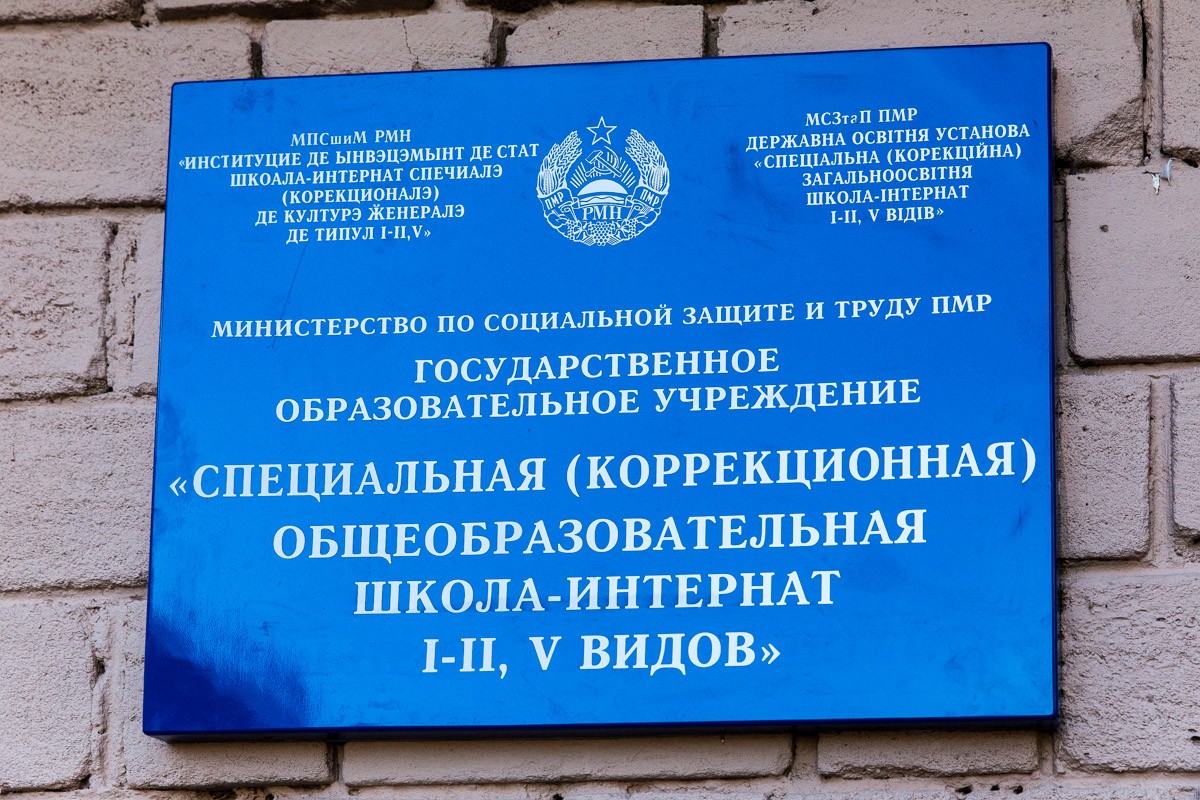 МПСшиМ РМН
«ИНСТИТУЦИЕ ДЕ ЫНВЭЦЭМЫНТ ДЕ СТАТ
ШКОАЛА-ИНТЕРНАТ СПЕЧИАЛЭ
(КОРЕКЦИОНАЛЭ)
ДЕ КУЛТУРЭ ӁЕНЕРАЛЭ
ДЕ ТИПУЛ I-II,V»
ПМР
РМН
ПМР
МСЗтаП ПМР
ДЕРЖАВНА ОСВІТНЯ УСТАНОВА
«СПЕЦІАЛЬНА (КОРЕКЦІЙНА)
ЗАГАЛЬНООСВІТНЯ
ШКОЛА-ІНТЕРНАТ
I-II, V ВІДІВ»
МИНИСТЕРСТВО ПО СОЦИАЛЬНОЙ ЗАЩИТЕ И ТРУДУ ПМР
ГОСУДАРСТВЕННОЕ
ОБРАЗОВАТЕЛЬНОЕ УЧРЕЖДЕНИЕ
«СПЕЦИАЛЬНАЯ (КОРРЕКЦИОННАЯ)
ОБЩЕОБРАЗОВАТЕЛЬНАЯ
ШКОЛА-ИНТЕРНАТ
I-II, V ВИДОВ»